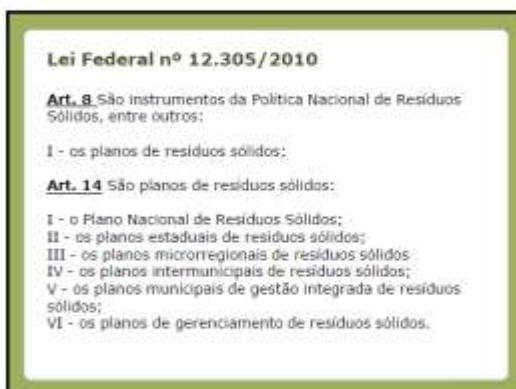 Lei Federal nº 12.305/2010
Art. 8 São instrumentos da Política Nacional de Resíduos
Sólidos, entre outros:
I - os planos de resíduos sólidos;
Art. 14 São planos de resíduos sólidos:
I - o Plano Nacional de Resíduos Sólidos;
II - os planos estaduais de resíduos sólidos;
III - os planos microrregionais de resíduos sólidos
IV - os planos intermunicipais de resíduos sólidos;
V - os planos municipais de gestão integrada de resíduos
sólidos;
VI - os planos de gerenciamento de resíduos sólidos.